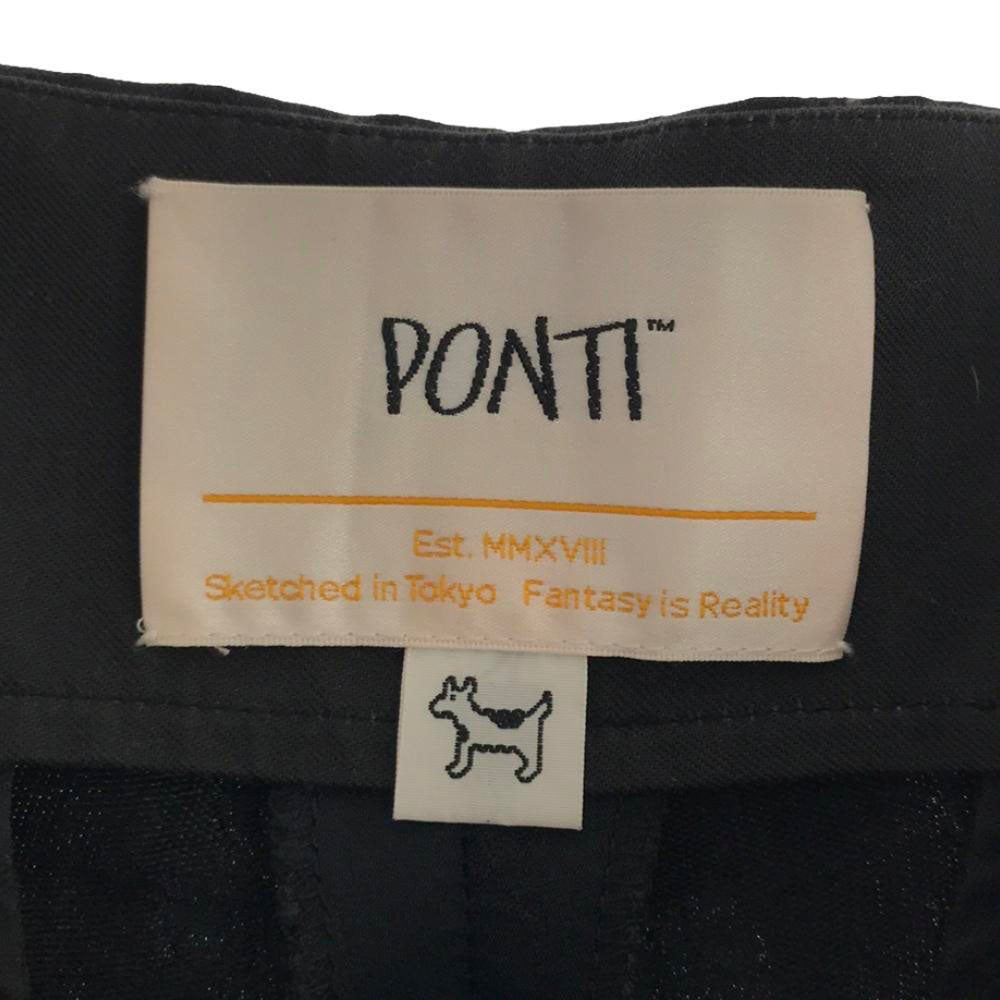 PONTI™
Est. MMXVIII
Sketched in Tokyo Fantasy is Reality